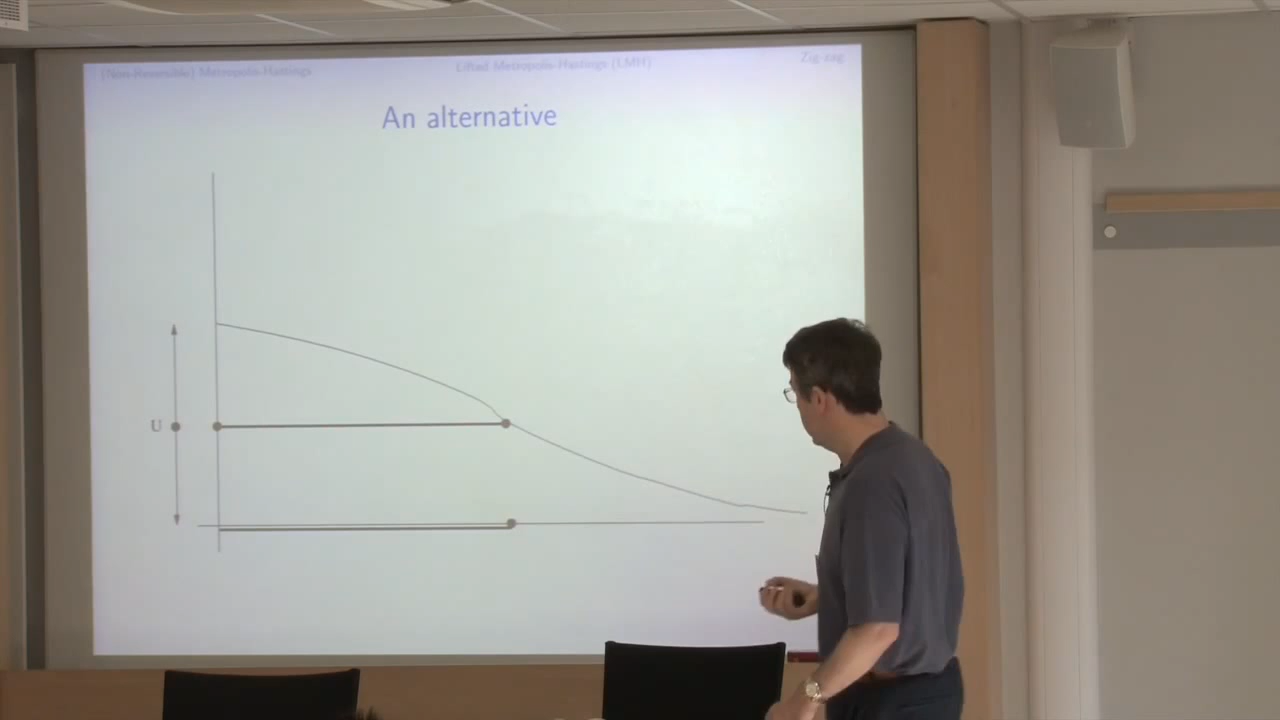 (Non-Reversible) Metropolis-Hastings
Lifted Metropolis-Hastings (LMH)
Zig-zag
An alternative
U